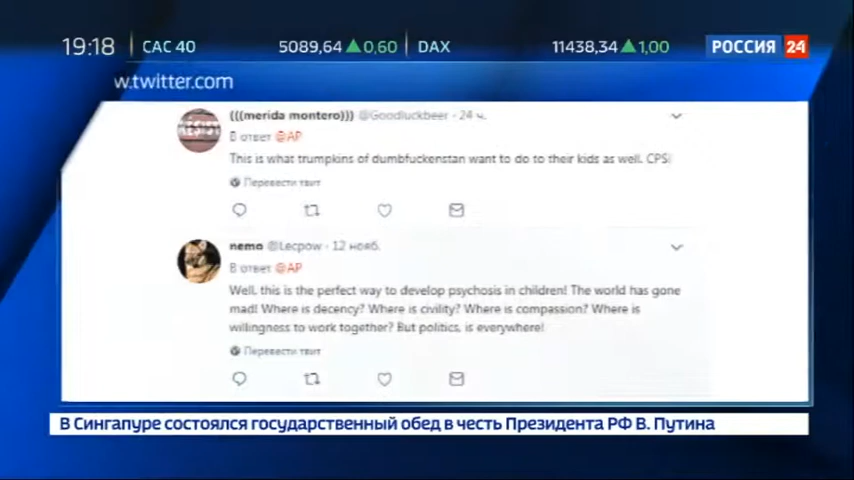 19:18 CAC 40 5089,64 ▲ 0,60 DAX 11438,34 ▲ 1,00 РОССИЯ 24
w.twitter.com
(((merida montero))) @Goodluckbeer · 24 ч.
В ответ @AP
This is what trumpkins of dumbfuckenstan want to do to their kids as well. CPS!
Перевести твит
nemo @Lecpow · 12 нояб.
В ответ @AP
Well, this is the perfect way to develop psychosis in children! The world has gone
mad! Where is decency? Where is civility? Where is compassion? Where is
willingness to work together? But politics, is everywhere!
Перевести твит
В Сингапуре состоялся государственный обед в честь Президента РФ В. Путина